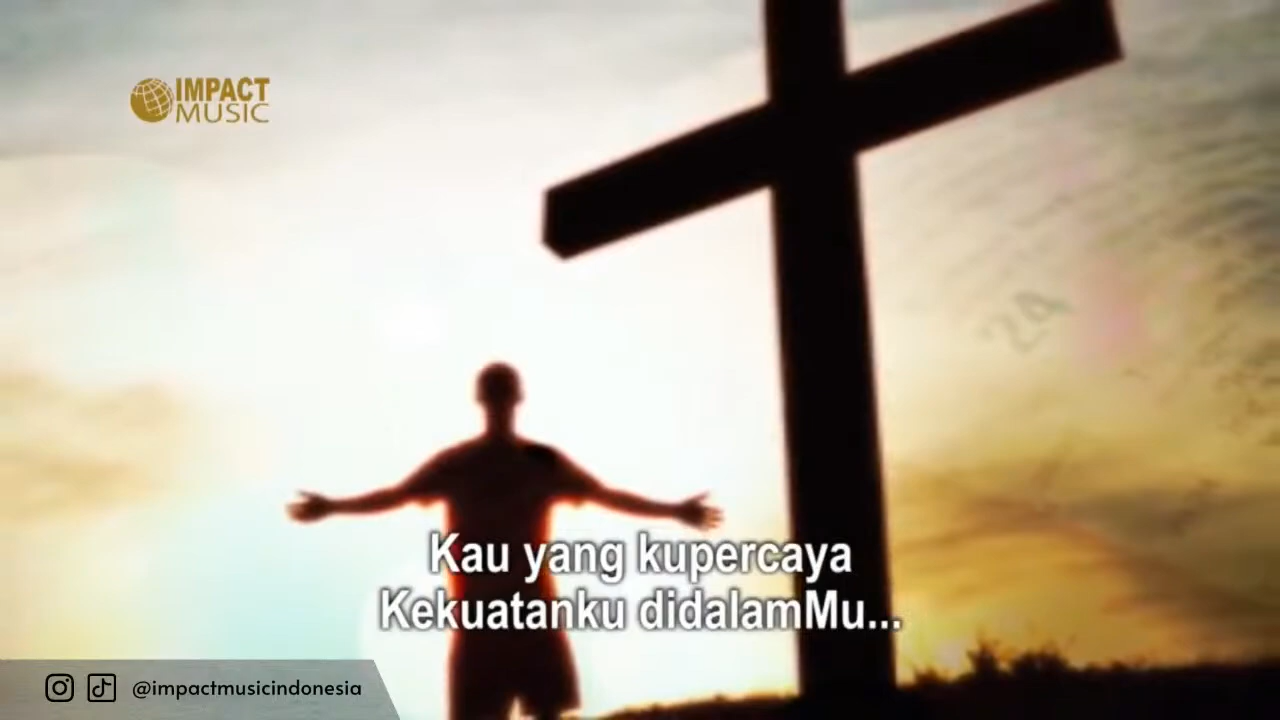 IMPACT
MUSIC
Kau yang kupercaya
Kekuatanku didalamMu...
@impactmusicindonesia